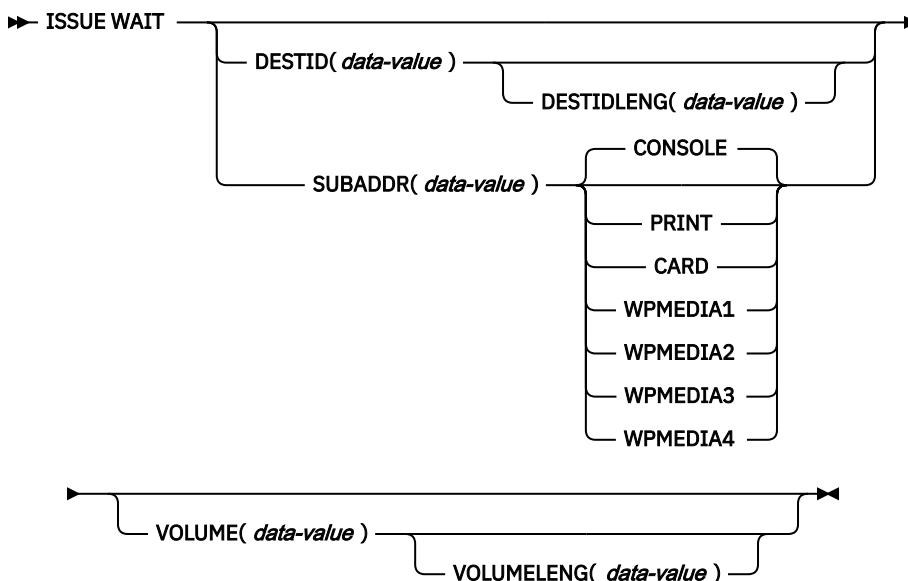 ISSUE WAIT
DESTID( data-value )
DESTIDLENG( data-value )
CONSOLE
SUBADDR( data-value )
PRINT
CARD
WPMEDIA1
WPMEDIA2
WPMEDIA3
WPMEDIA4
VOLUME( data-value )
VOLUMELENG( data-value )